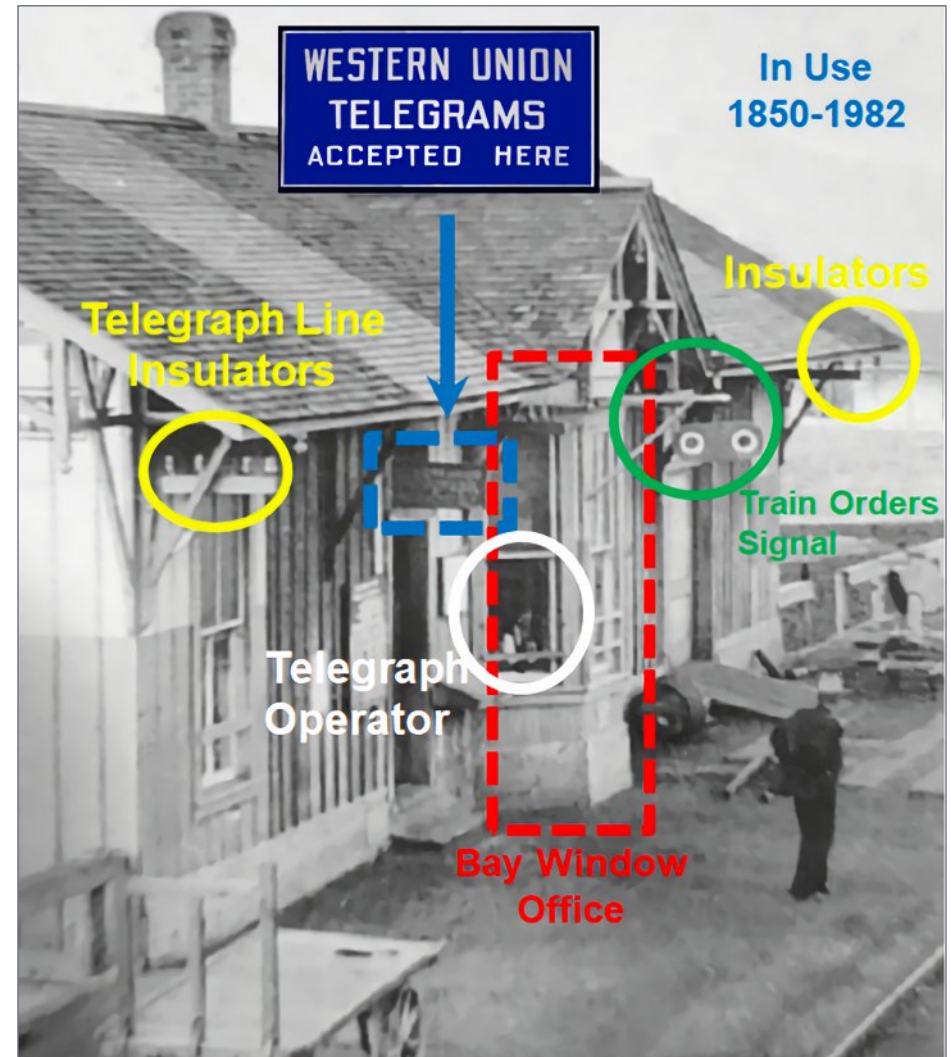 WESTERN UNION
TELEGRAMS
ACCEPTED HERE
In Use
1850-1982
Insulators
Telegraph Line
Insulators
Train Orders
Signal
Telegraph
Operator
Bay Window
Office